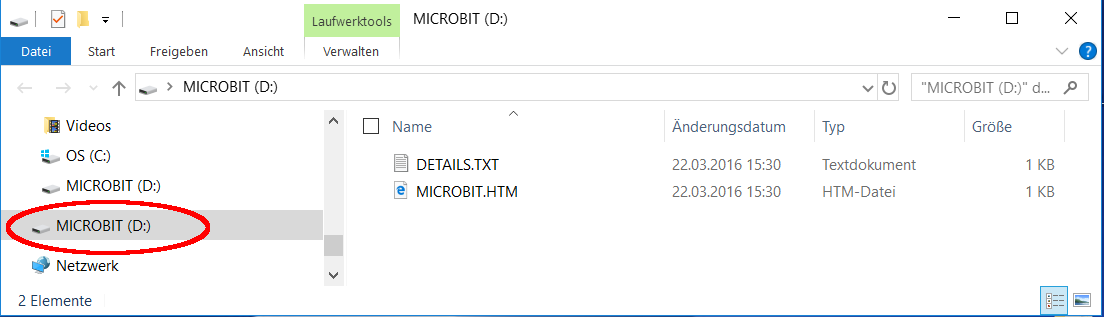 Laufwerktools MICROBIT (D:)
Datei Start Freigeben Ansicht Verwalten
MICROBIT (D:) "MICROBIT (D:)" d...
Name Änderungsdatum Typ Größe
Videos
OS (C:)
MICROBIT (D:)
MICROBIT (D:)
Netzwerk
DETAILS.TXT 22.03.2016 15:30 Textdokument 1 KB
MICROBIT.HTM 22.03.2016 15:30 HTM-Datei 1 KB
2 Elemente